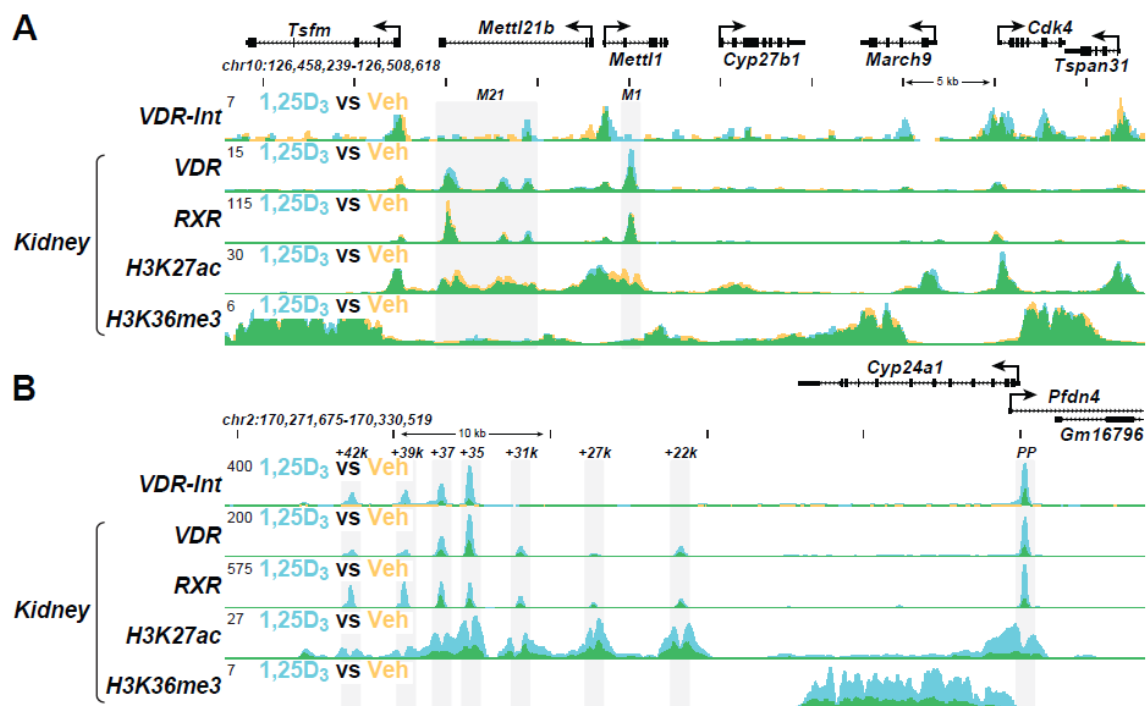 A
Tsfm
Mettl21b
Mettl1
Cyp27b1
March9
Cdk4
Tspan31
chr10:126,458,239-126,508,618
5 kb
M21
M1
VDR-Int
7
1,25D3 vs Veh
Kidney
VDR
15
1,25D3 vs Veh
RXR
115
1,25D3 vs Veh
H3K27ac
30
1,25D3 vs Veh
H3K36me3
6
1,25D3 vs Veh
B
Cyp24a1
Pfdn4
Gm16796
chr2:170,271,675-170,330,519
10 kb
+42k +39k +37 +35 +31k +27k +22k PP
VDR-Int
400
1,25D3 vs Veh
Kidney
VDR
200
1,25D3 vs Veh
RXR
575
1,25D3 vs Veh
H3K27ac
27
1,25D3 vs Veh
H3K36me3
7
1,25D3 vs Veh